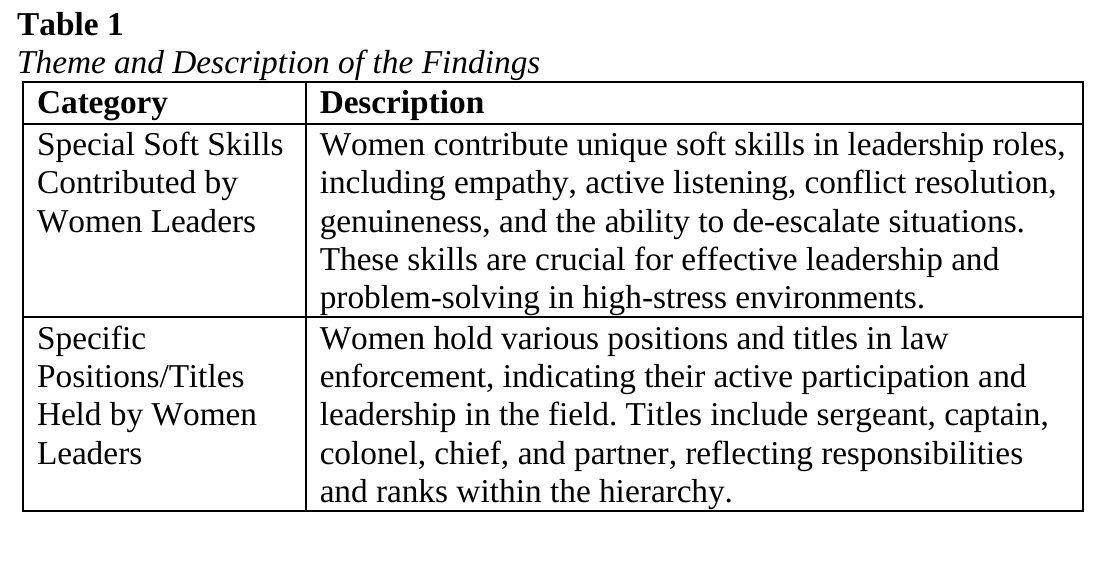 Table 1
Theme and Description of the Findings
Category
Description
Special Soft Skills
Contributed by
Women Leaders
Women contribute unique soft skills in leadership roles,
including empathy, active listening, conflict resolution,
genuineness, and the ability to de-escalate situations.
These skills are crucial for effective leadership and
problem-solving in high-stress environments.
Specific
Positions/Titles
Held by Women
Leaders
Women hold various positions and titles in law
enforcement, indicating their active participation and
leadership in the field. Titles include sergeant, captain,
colonel, chief, and partner, reflecting responsibilities
and ranks within the hierarchy.